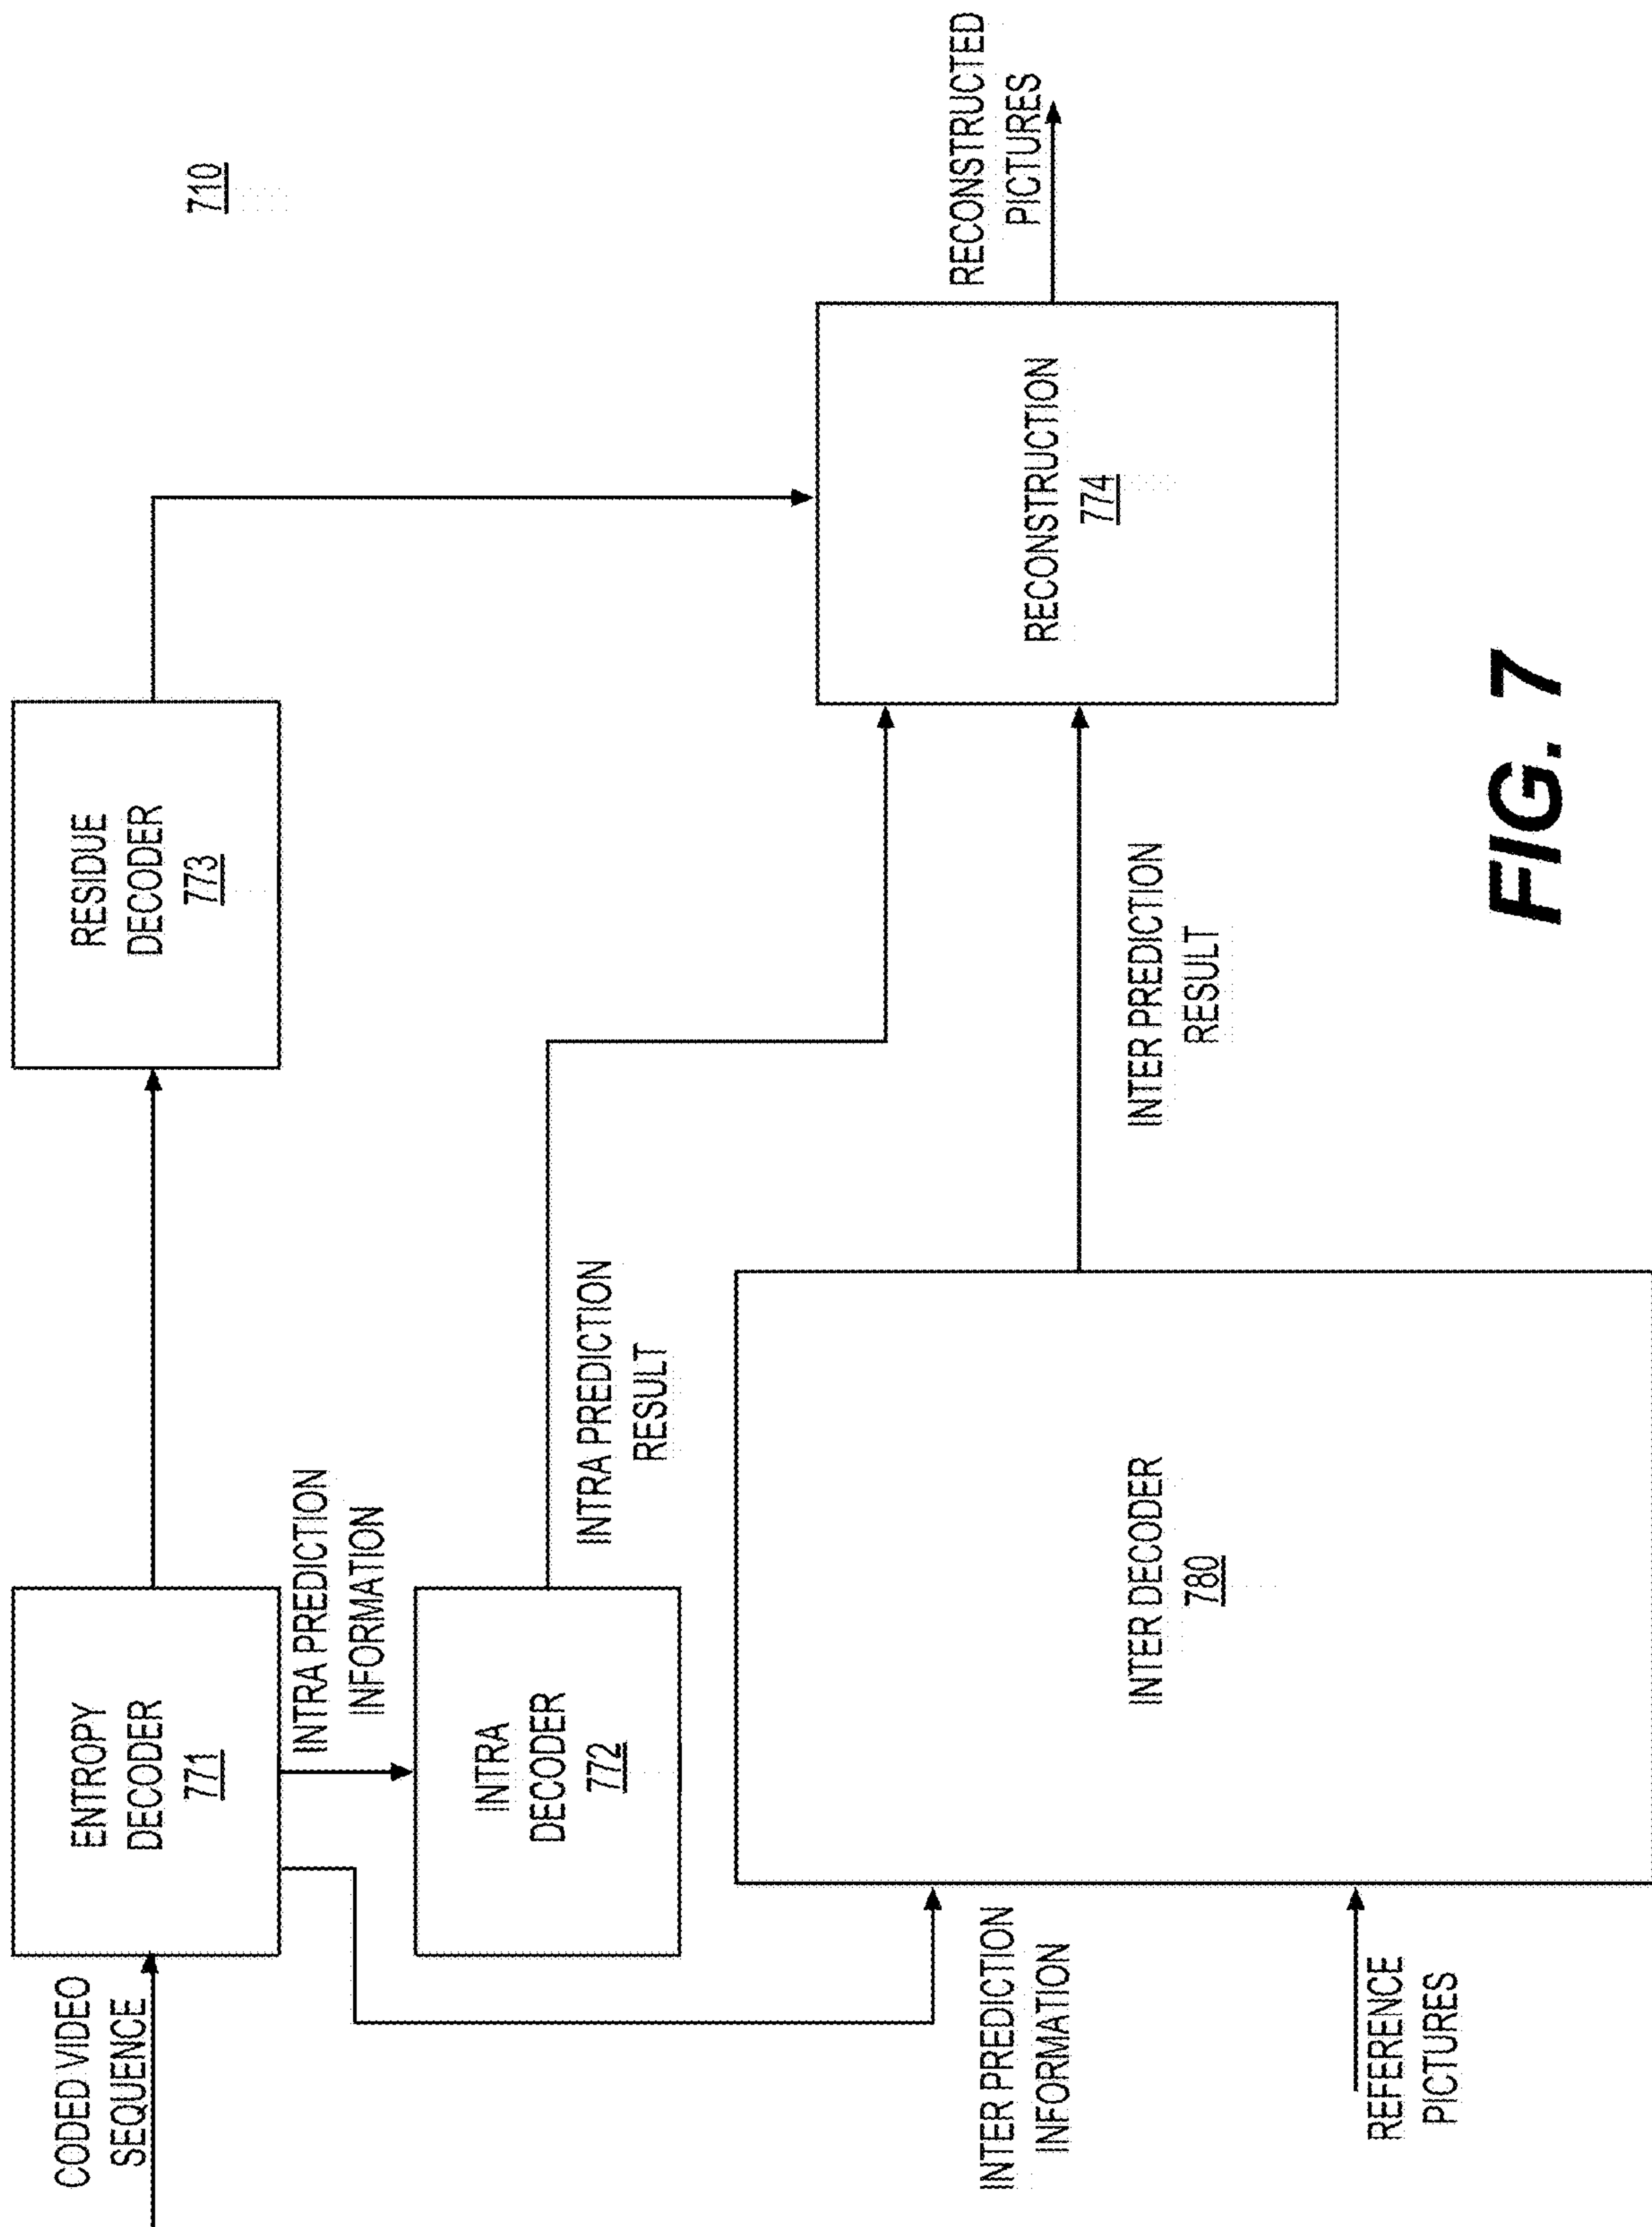 710
CODED VIDEO
SEQUENCE
ENTROPY
DECODER
771
RESIDUE
DECODER
773
INTRA PREDICTION
INFORMATION
INTRA
DECODER
772
INTRA PREDICTION
RESULT
INTER PREDICTION
INFORMATION
REFERENCE
PICTURES
INTER DECODER
780
INTER PREDICTION
RESULT
RECONSTRUCTION
774
RECONSTRUCTED
PICTURES
FIG. 7